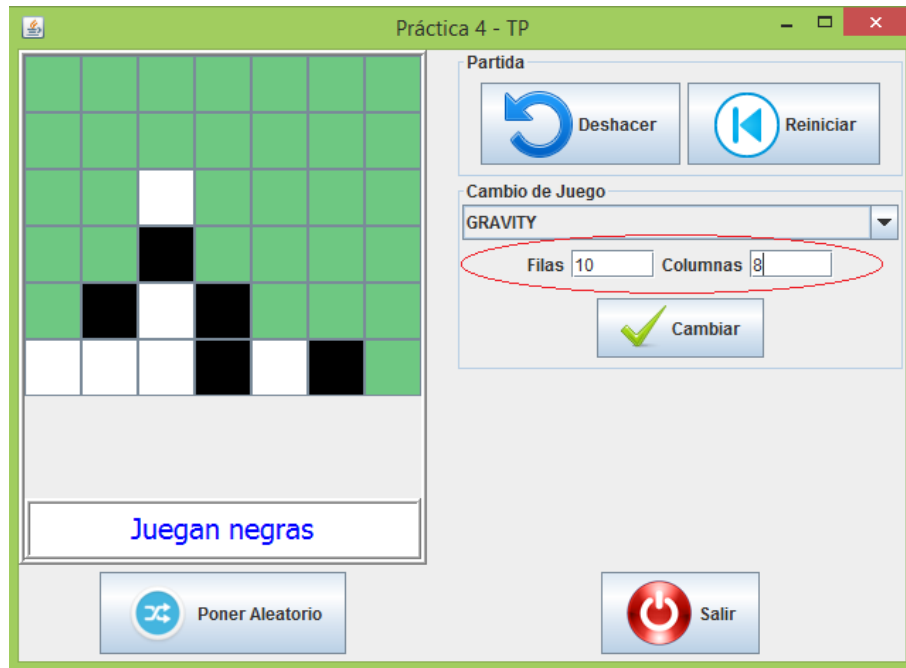 Práctica 4 - TP
Partida
Deshacer
Reiniciar
Cambio de Juego
GRAVITY
Filas 10 Columnas 8
Cambiar
Juegan negras
Poner Aleatorio
Salir